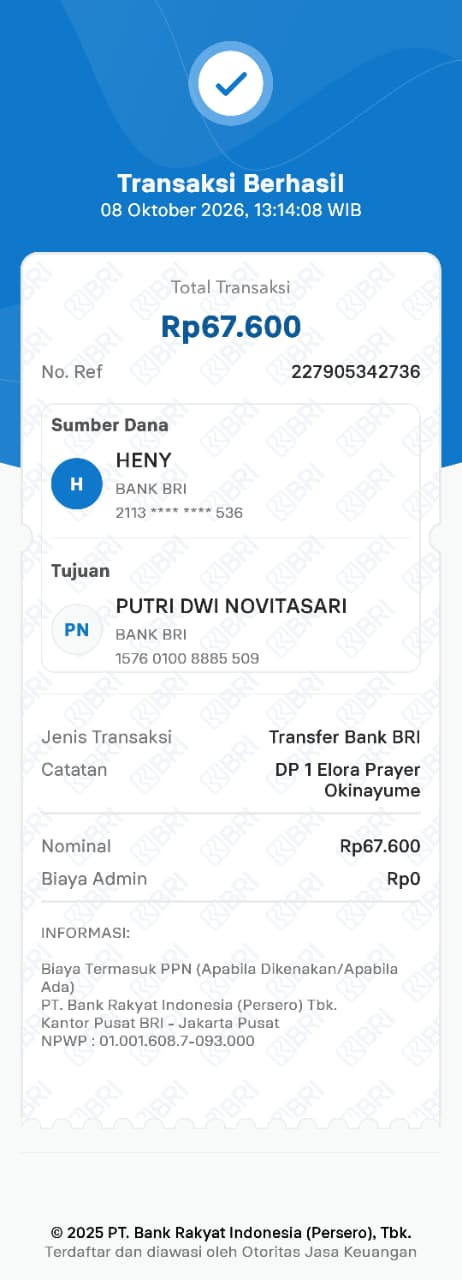 Transaksi Berhasil
08 Oktober 2026, 13:14:08 WIB
Total Transaksi
Rp67.600
No. Ref 227905342736
Sumber Dana
H
HENY
BANK BRI
2113 **** **** 536
Tujuan
PN
PUTRI DWI NOVITASARI
BANK BRI
1576 0100 8885 509
Jenis Transaksi Transfer Bank BRI
Catatan DP 1 Elora Prayer
Okinayume
Nominal Rp67.600
Biaya Admin Rp0
INFORMASI:
Biaya Termasuk PPN (Apabila Dikenakan/Apabila
Ada)
PT. Bank Rakyat Indonesia (Persero) Tbk.
Kantor Pusat BRI - Jakarta Pusat
NPWP : 01.001.608.7-093.000
© 2025 PT. Bank Rakyat Indonesia (Persero), Tbk.
Terdaftar dan diawasi oleh Otoritas Jasa Keuangan